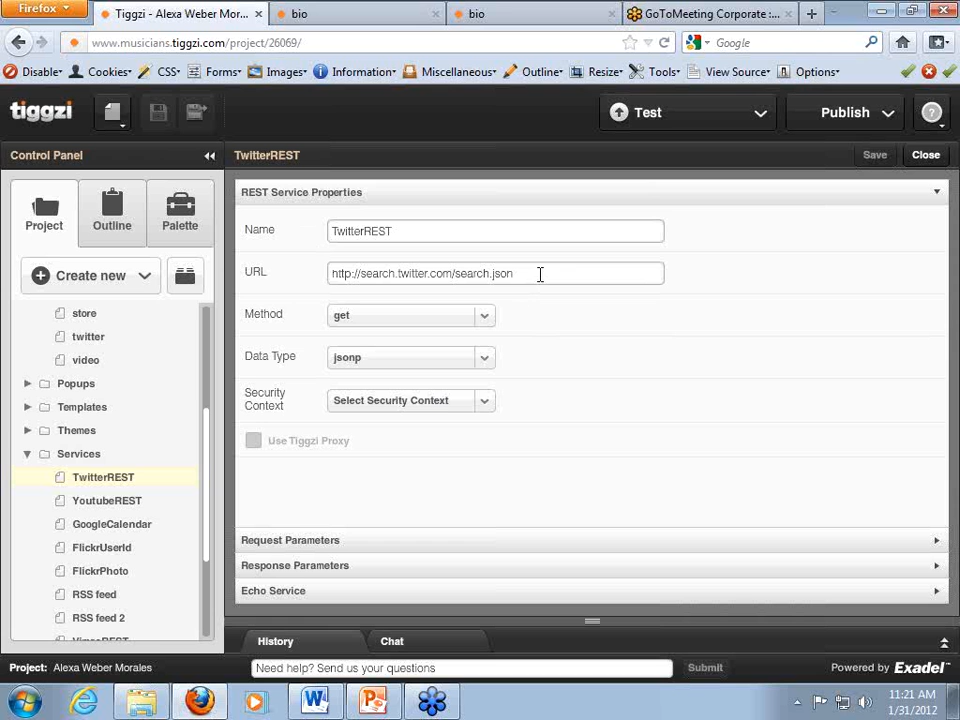 Firefox
Tiggzi - Alexa Weber Mor...
bio
bio
GoToMeeting Corporate :...
www.musicians.tiggzi.com/project/26069/
Google
Disable
Cookies
CSS
Forms
Images
Information
Miscellaneous
Outline
Resize
Tools
View Source
Options
tiggzi
Test
Publish
Control Panel
TwitterREST
Save
Close
Project
Outline
Palette
Create new
store
twitter
video
Popups
Templates
Themes
Services
TwitterREST
YoutubeREST
GoogleCalendar
FlickrUserId
FlickrPhoto
RSS feed
RSS feed 2
VimeoREST
REST Service Properties
Name
TwitterREST
URL
http://search.twitter.com/search.json
Method
get
Data Type
jsonp
Security
Context
Select Security Context
Use Tiggzi Proxy
Request Parameters
Response Parameters
Echo Service
History
Chat
Project: Alexa Weber Morales
Need help? Send us your questions
Submit
Powered by Exadel
11:21 AM
1/31/2012